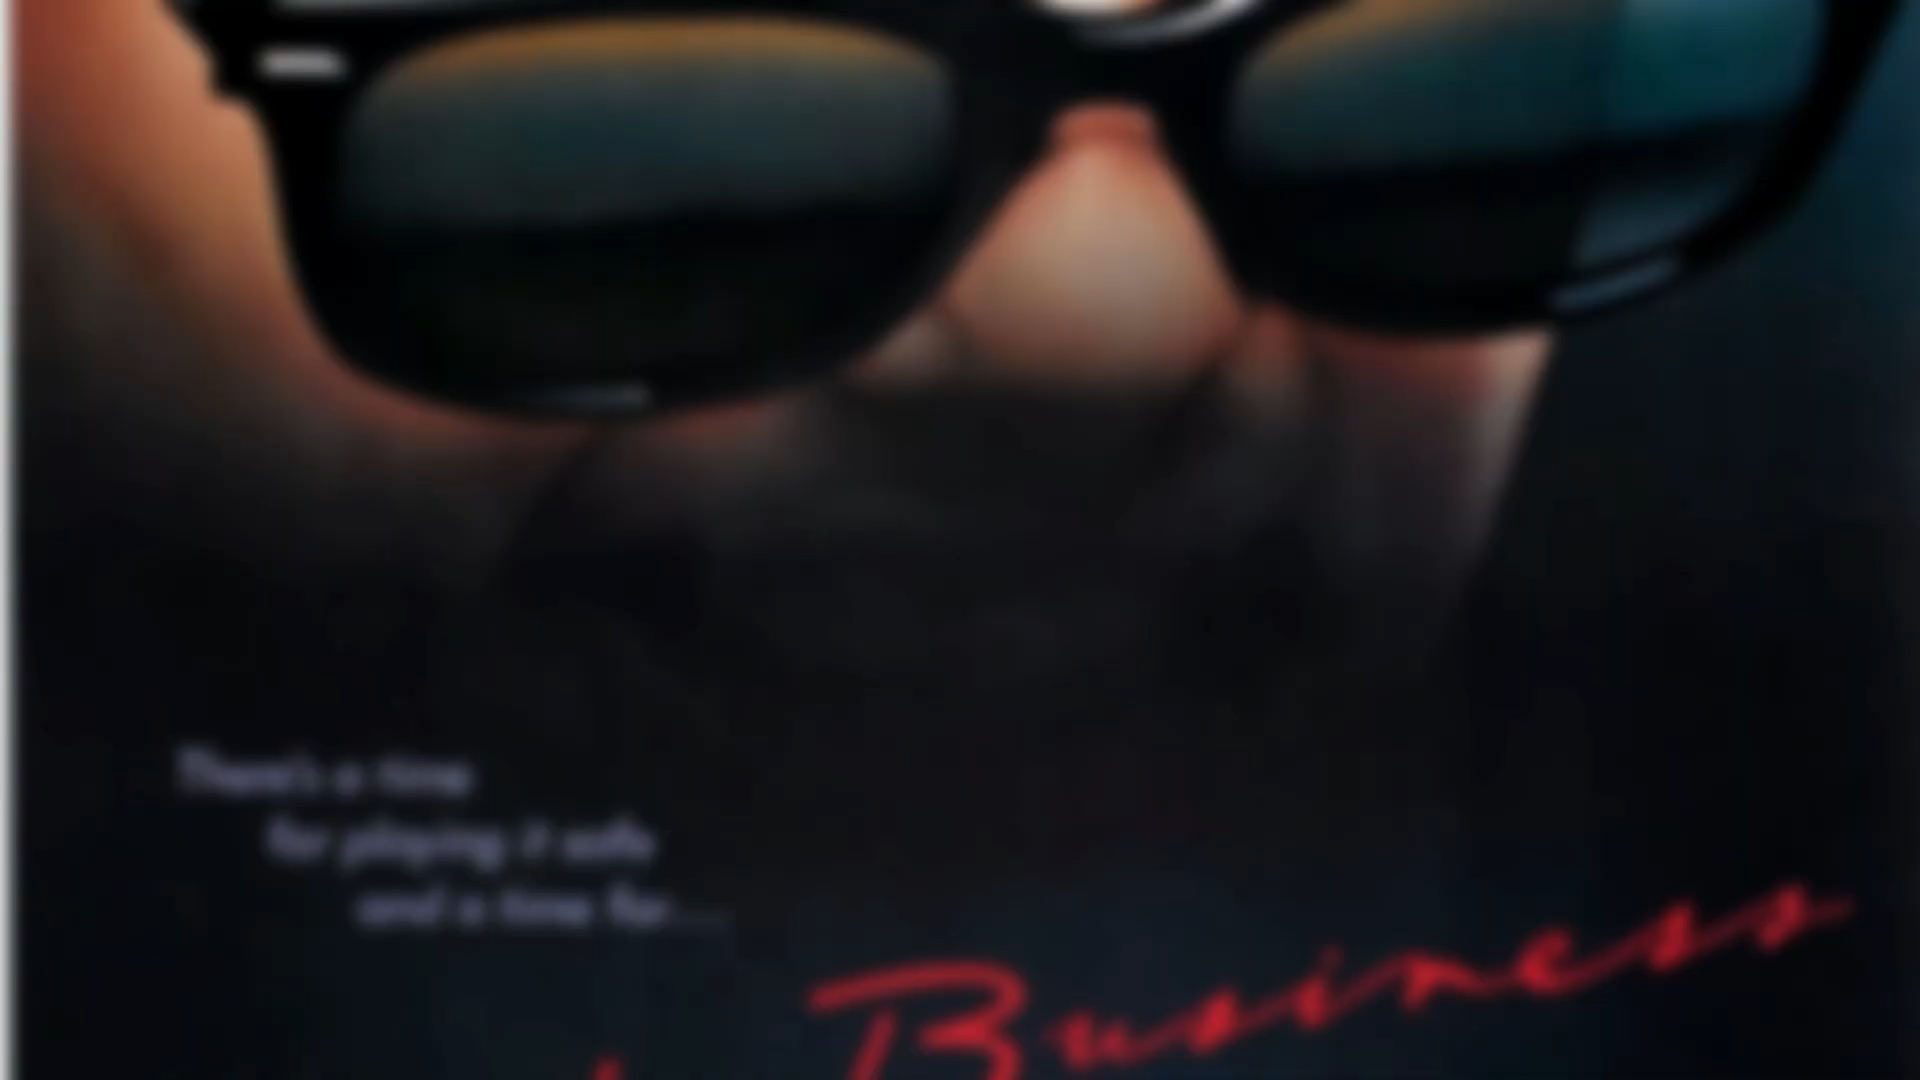 There's a time
for playing it safe
and a time for....
Business